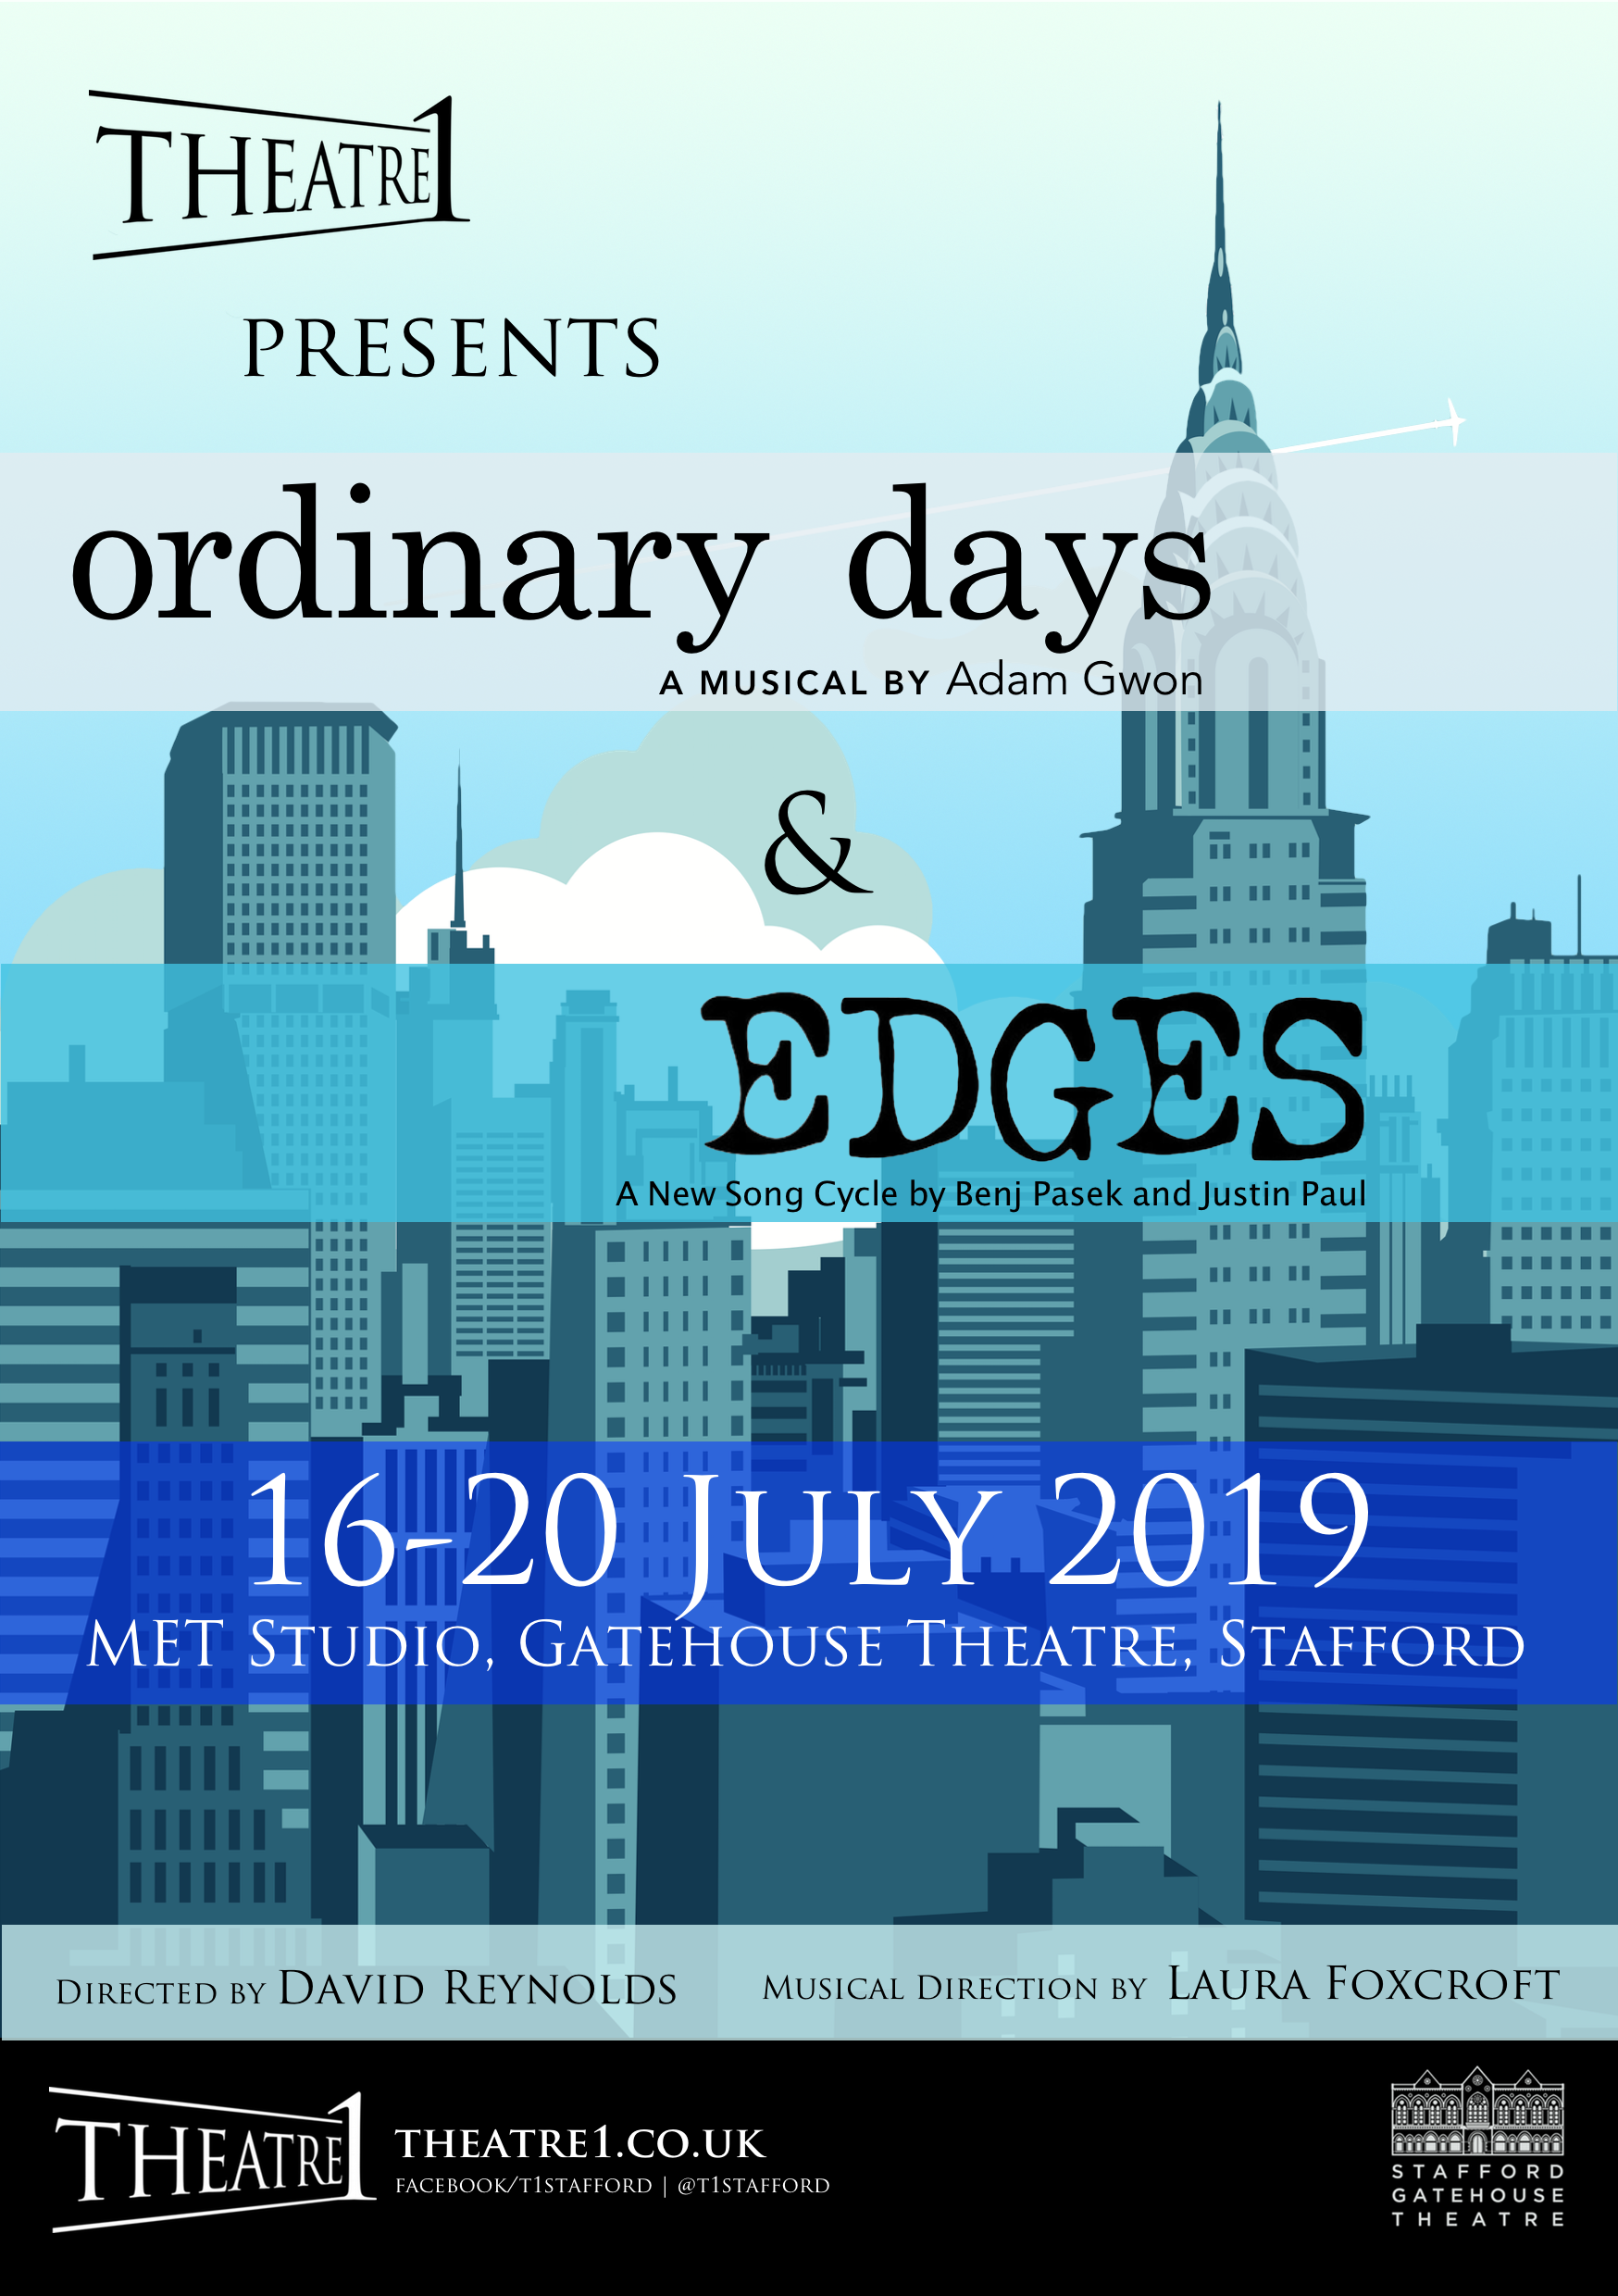 THEATRE1
PRESENTS
ordinary days
A MUSICAL BY Adam Gwon
&
EDGES
A New Song Cycle by Benj Pasek and Justin Paul
16-20 JULY 2019
MET STUDIO, GATEHOUSE THEATRE, STAFFORD
DIRECTED BY DAVID REYNOLDS MUSICAL DIRECTION BY LAURA FOXCROFT
THEATRE1
THEATRE1.CO.UK
FACEBOOK/T1STAFFORD | @T1STAFFORD
STAFFORD
GATEHOUSE
THEATRE